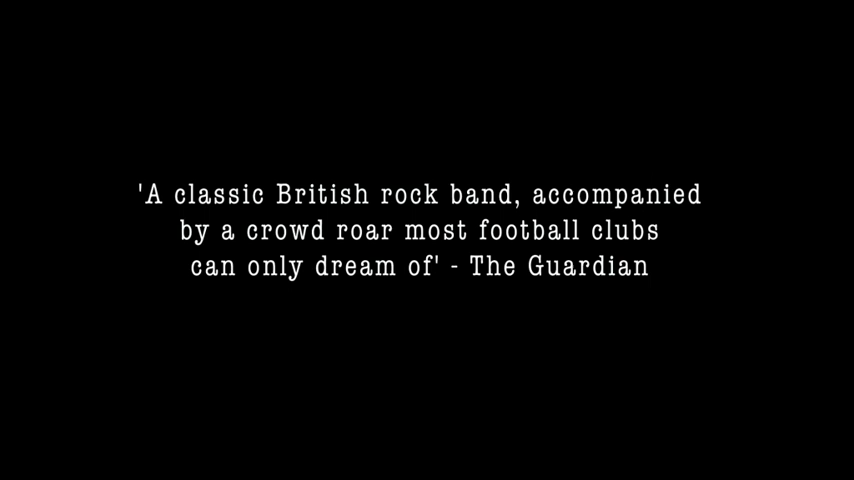 'A classic British rock band, accompanied
by a crowd roar most football clubs
can only dream of' - The Guardian